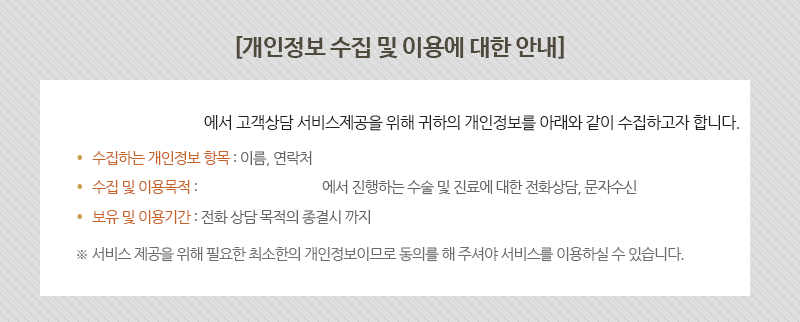 [개인정보 수집 및 이용에 대한 안내]
에서 고객상담 서비스제공을 위해 귀하의 개인정보를 아래와 같이 수집하고자 합니다.
• 수집하는 개인정보 항목 : 이름, 연락처
• 수집 및 이용목적 : 에서 진행하는 수술 및 진료에 대한 전화상담, 문자수신
• 보유 및 이용기간 : 전화 상담 목적의 종결시 까지
※ 서비스 제공을 위해 필요한 최소한의 개인정보이므로 동의를 해 주셔야 서비스를 이용하실 수 있습니다.